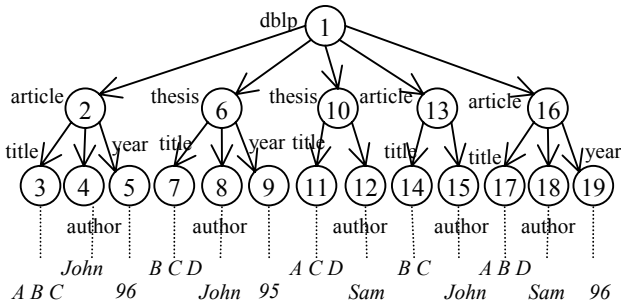 dblp 1
article 2 thesis 6 thesis 10 article 13 article 16
title year title year title title title year
3 4 5 7 8 9 11 12 14 15 17 18 19
author author author author author
John B C D A C D B C A B D
A B C 96 John 95 Sam John Sam 96